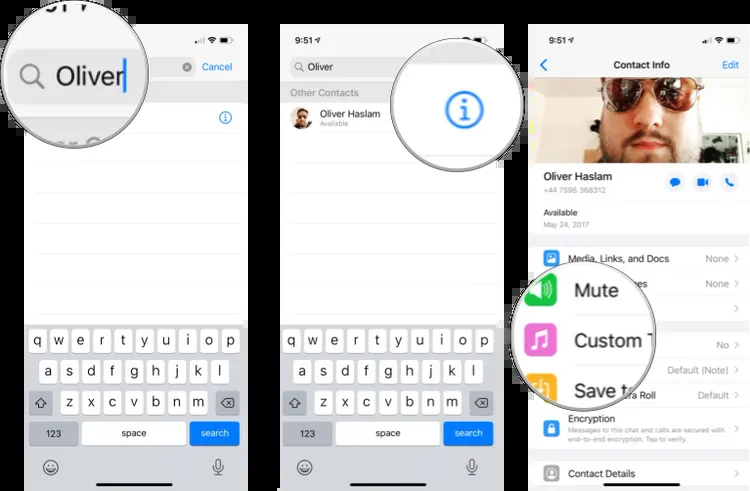 Oliver
Cancel
9:51
Oliver
Other Contacts
Oliver Haslam
Available
q w e r t y u i o p
a s d f g h j k l
z x c v b n m
123 space search
q w e r t y u i o p
a s d f g h j k l
z x c v b n m
123 space search
9:51
Contact Info
Edit
Oliver Haslam
+44 7595 368312
Available
May 24, 2017
Media, Links, and Docs None
None
Mute
Custom
No
Save to
Default (Note)
Default
Encryption
Messages to this chat and calls are secured with
end-to-end encryption. Tap to verify.
Contact Details